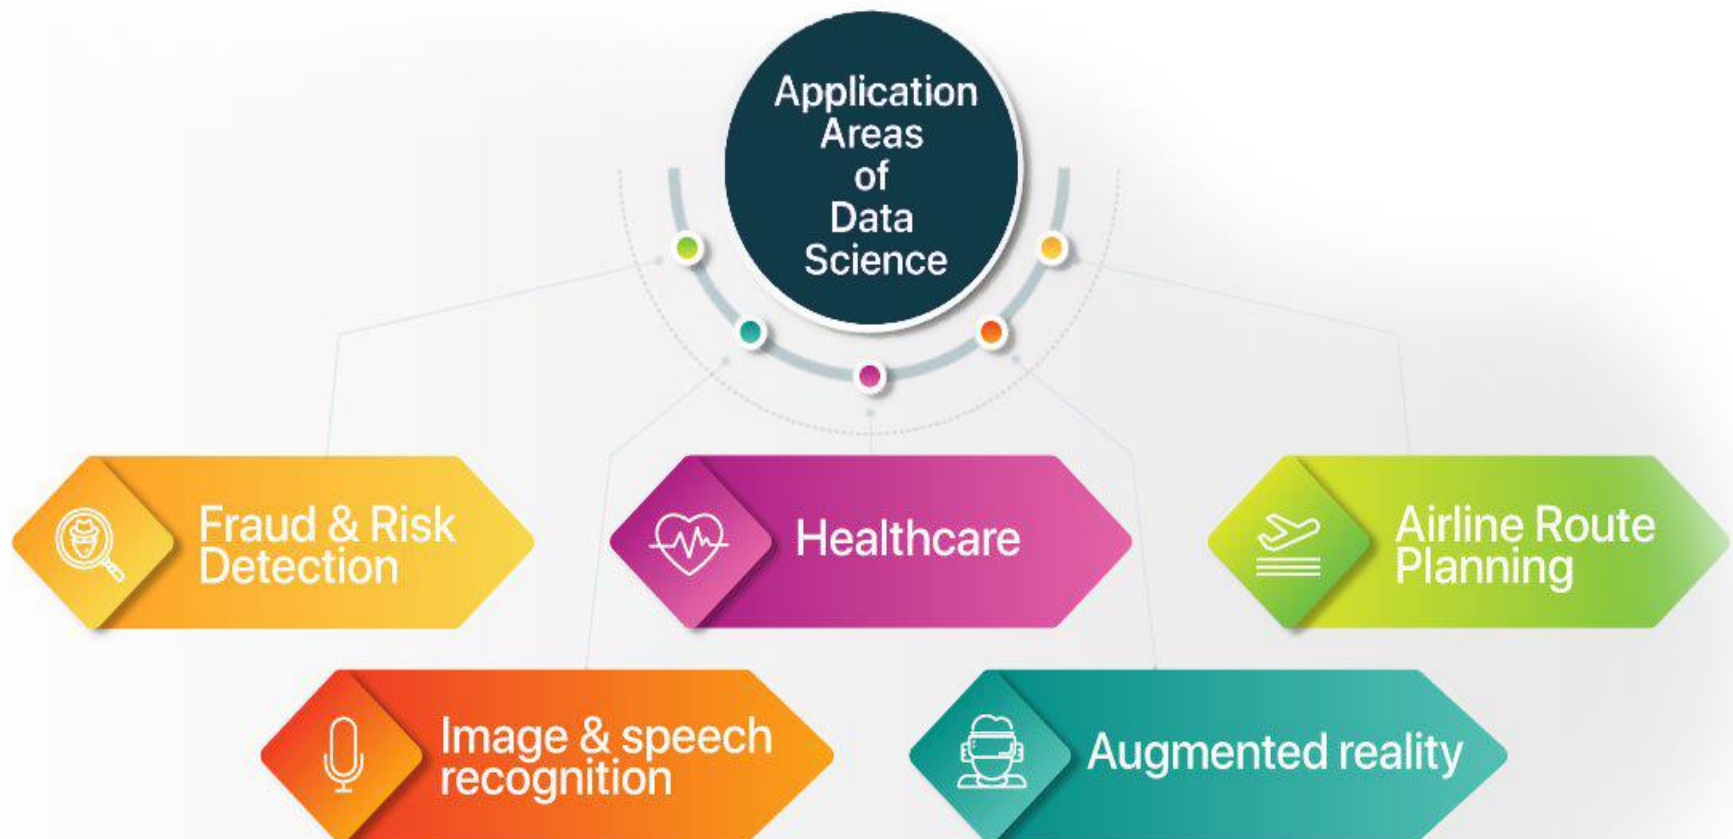 Application
Areas
of
Data
Science
Fraud & Risk
Detection
Healthcare
Airline Route
Planning
Image & speech
recognition
Augmented reality